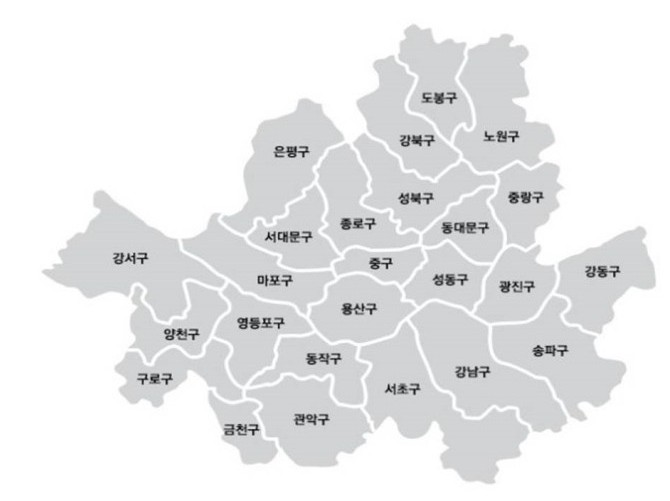 도봉구
강북구
노원구
은평구
성북구
중랑구
종로구
동대문구
서대문구
강서구
중구
강동구
마포구
성동구
광진구
용산구
영등포구
양천구
송파구
동작구
강남구
구로구
서초구
관악구
금천구